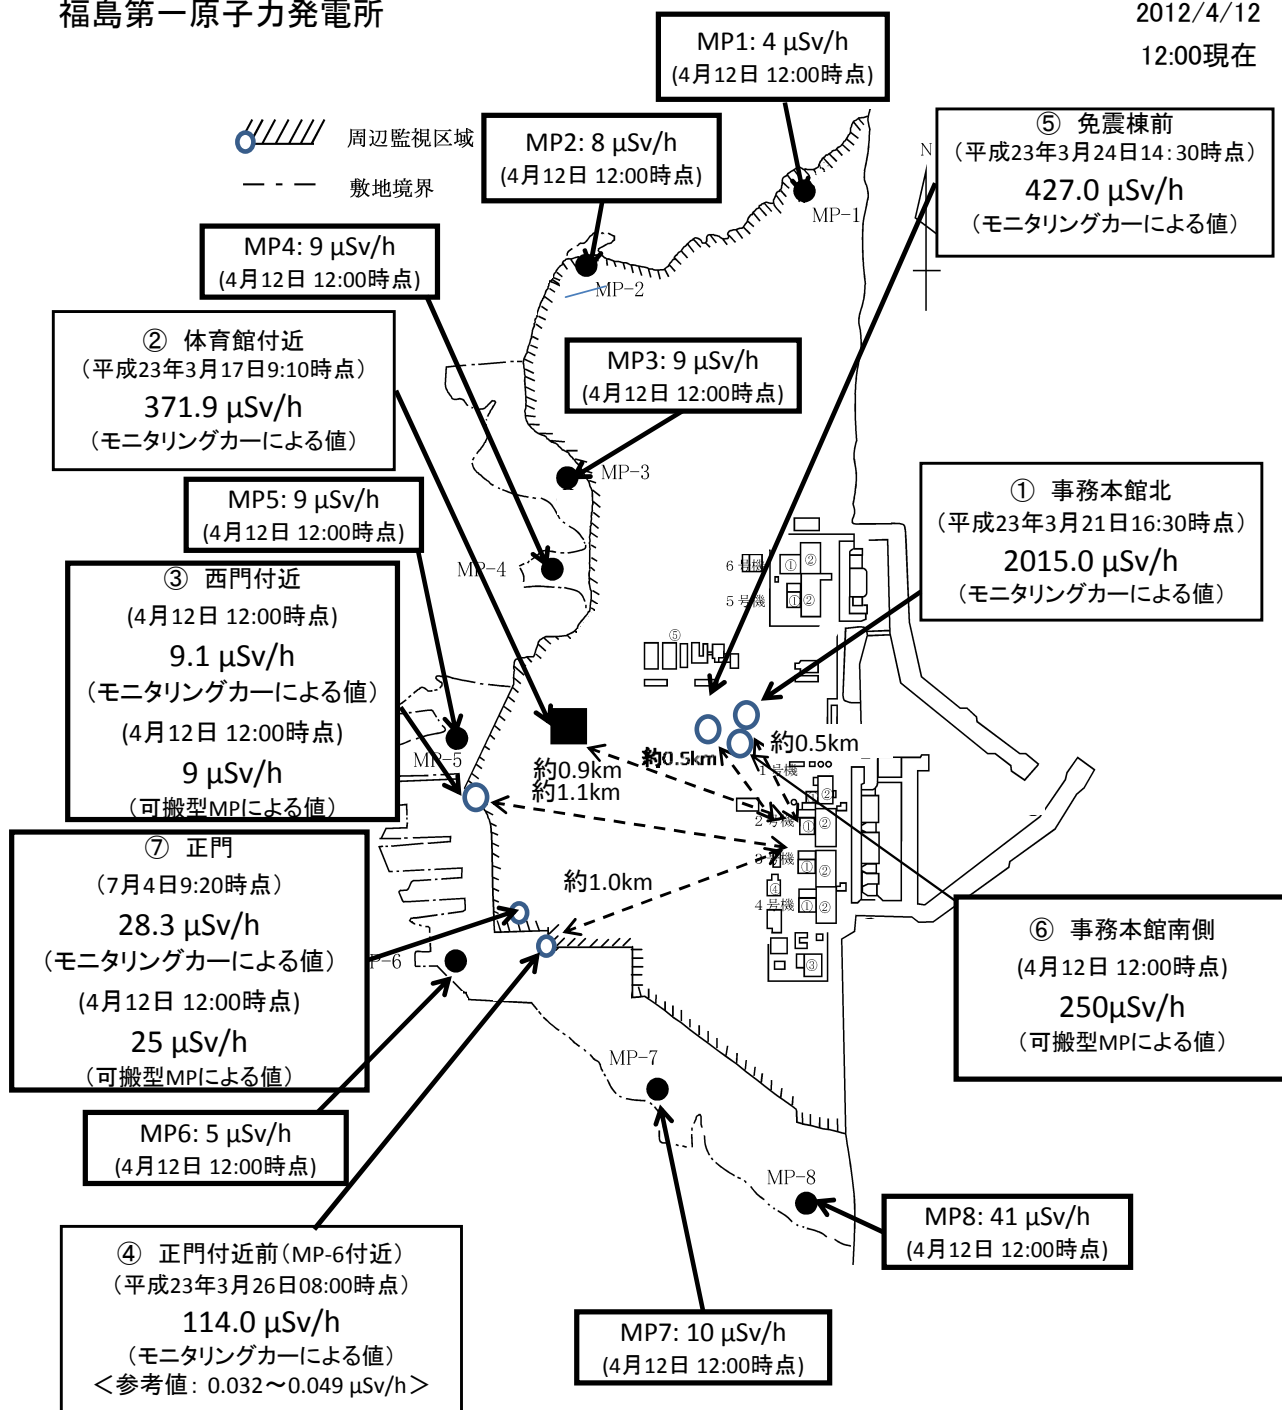 福島第一原子力発電所
2012/4/12
12:00現在
周辺監視区域
敷地境界
MP1: 4 μSv/h
(4月12日 12:00時点)
MP2: 8 μSv/h
(4月12日 12:00時点)
⑤ 免震棟前
(平成23年3月24日14:30時点)
427.0 μSv/h
(モニタリングカーによる値)
N
MP-1
MP4: 9 μSv/h
(4月12日 12:00時点)
MP-2
② 体育館付近
(平成23年3月17日9:10時点)
371.9 μSv/h
(モニタリングカーによる値)
MP3: 9 μSv/h
(4月12日 12:00時点)
MP-3
MP5: 9 μSv/h
(4月12日 12:00時点)
① 事務本館北
(平成23年3月21日16:30時点)
2015.0 μSv/h
(モニタリングカーによる値)
MP-4
6号機
①
②
5号機
①
②
③ 西門付近
(4月12日 12:00時点)
9.1 μSv/h
(モニタリングカーによる値)
(4月12日 12:00時点)
9 μSv/h
(可搬型MPによる値)
⑤
MP-5
約0.9km
約1.1km
約0.5km
約0.5km
1号機
②
2号機
①
②
3号機
①
②
④
4号機
①
②
③
約1.0km
⑦ 正門
(7月4日9:20時点)
28.3 μSv/h
(モニタリングカーによる値)
(4月12日 12:00時点)
25 μSv/h
(可搬型MPによる値)
P-6
⑥ 事務本館南側
(4月12日 12:00時点)
250μSv/h
(可搬型MPによる値)
MP-7
MP6: 5 μSv/h
(4月12日 12:00時点)
MP-8
MP8: 41 μSv/h
(4月12日 12:00時点)
④ 正門付近前(MP-6付近)
(平成23年3月26日08:00時点)
114.0 μSv/h
(モニタリングカーによる値)
<参考値: 0.032~0.049 μSv/h>
MP7: 10 μSv/h
(4月12日 12:00時点)